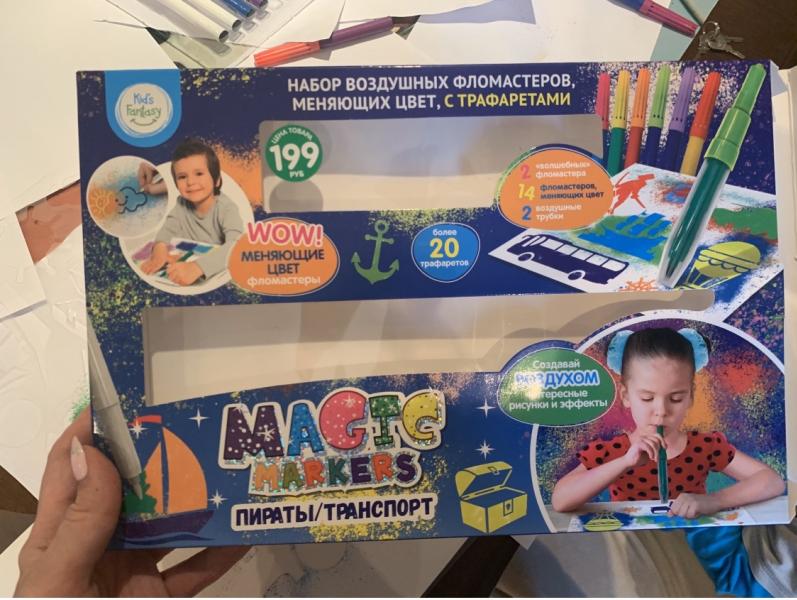 Kid's
Fantasy
НАБОР ВОЗДУШНЫХ ФЛОМАСТЕРОВ,
МЕНЯЮЩИХ ЦВЕТ, С ТРАФАРЕТАМИ
ЦЕНА ТОВАРА
199
РУБ
2 «волшебных»
фломастера
14 фломастеров,
меняющих цвет
2 воздушные
трубки
WOW!
МЕНЯЮЩИЕ
ЦВЕТ
фломастеры
более
20
трафаретов
Создавай
ВОЗДУХОМ
интересные
рисунки и эффекты
MAGIC
MARKERS
ПИРАТЫ/ТРАНСПОРТ